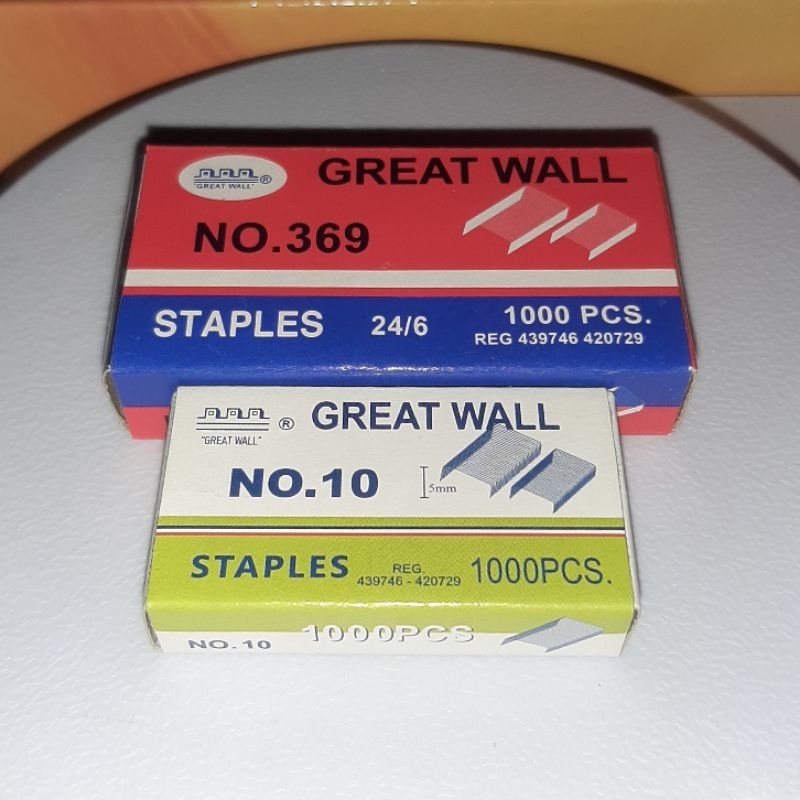 GREAT WALL
"GREAT WALL" ®
NO.369
STAPLES 24/6 1000 PCS.
REG 439746 420729
GREAT WALL
"GREAT WALL" ®
NO.10 5mm
STAPLES REG. 1000PCS.
439746 - 420729
NO.10 1000PCS